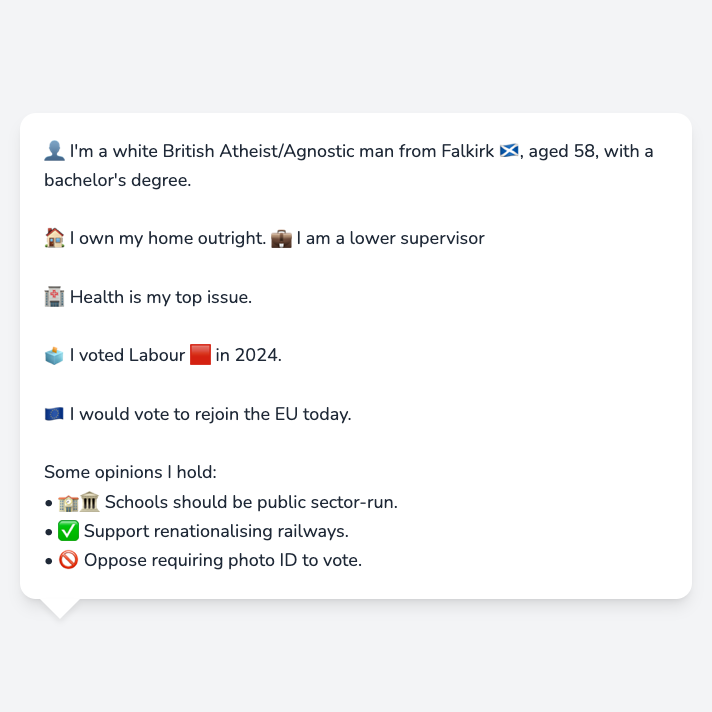 👤 I'm a white British Atheist/Agnostic man from Falkirk 🏴󠁧󠁢󠁳󠁣󠁴󠁿, aged 58, with a
bachelor's degree.
🏠 I own my home outright. 💼 I am a lower supervisor
🏥 Health is my top issue.
🗳️ I voted Labour 🟥 in 2024.
🇪🇺 I would vote to rejoin the EU today.
Some opinions I hold:
• 🏫🏛️ Schools should be public sector-run.
• ✅ Support renationalising railways.
• 🚫 Oppose requiring photo ID to vote.